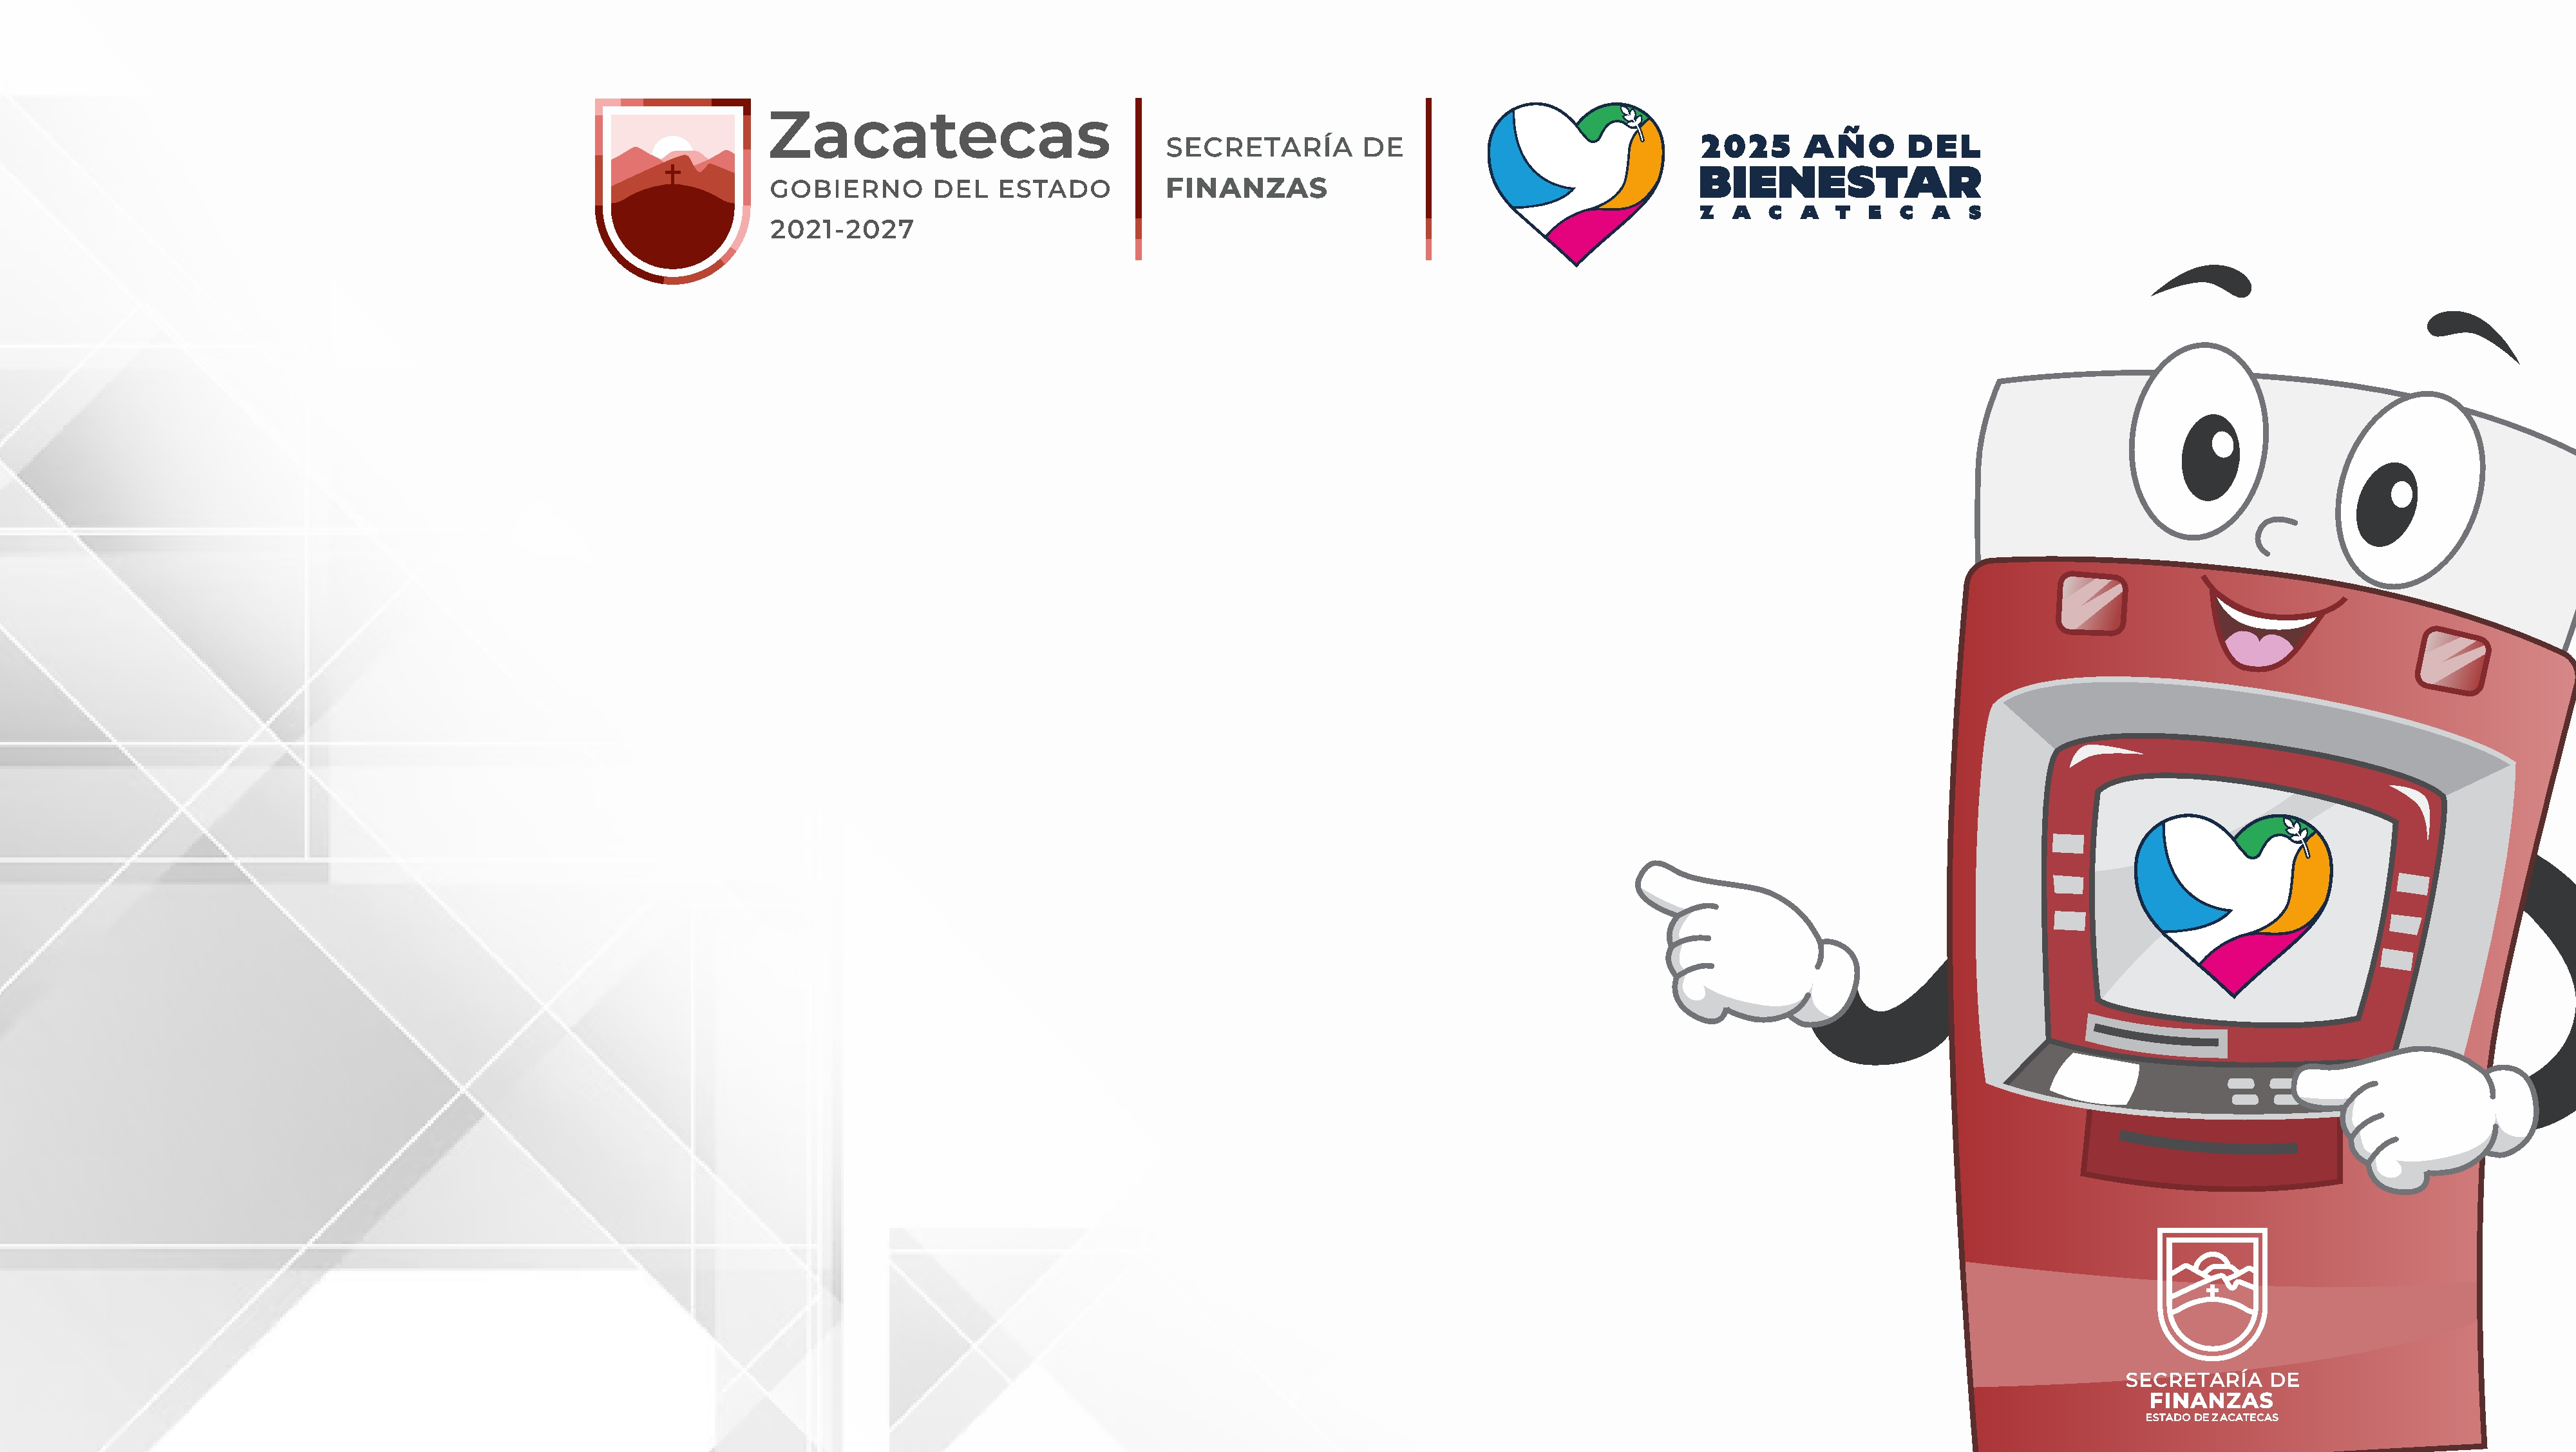 Zacatecas
GOBIERNO DEL ESTADO
2021-2027
SECRETARÍA DE
FINANZAS
2025 AÑO DEL
BIENESTAR
ZACATECAS
SECRETARÍA DE
FINANZAS
ESTADO DE ZACATECAS